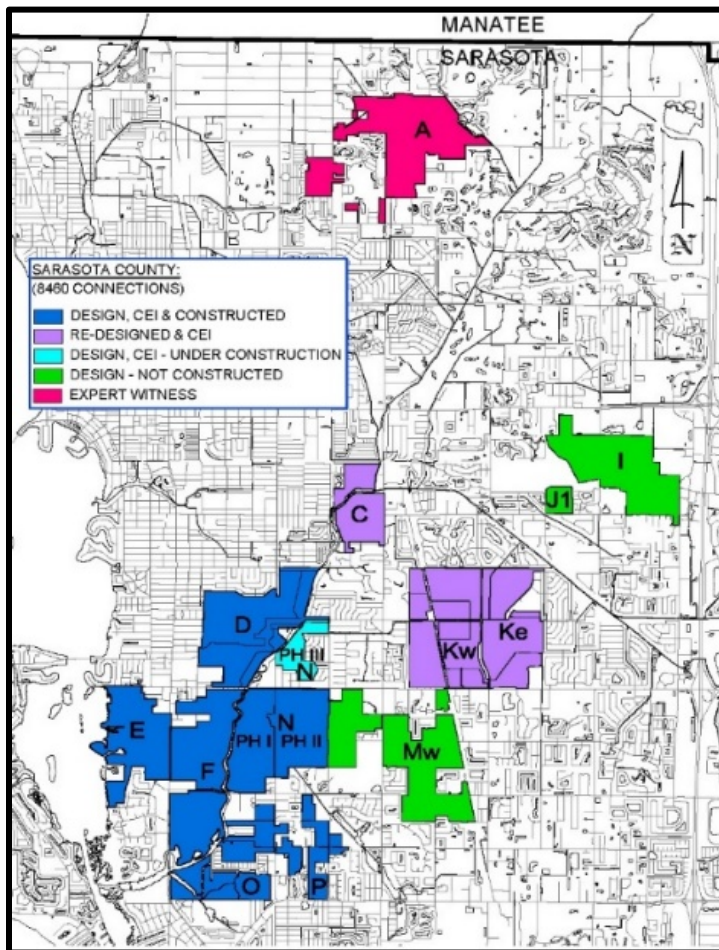 MANATEE
SARASOTA
A
N
SARASOTA COUNTY:
(8460 CONNECTIONS)
DESIGN, CEI & CONSTRUCTED
RE-DESIGNED & CEI
DESIGN, CEI - UNDER CONSTRUCTION
DESIGN - NOT CONSTRUCTED
EXPERT WITNESS
I
J1
C
D
PH III
N
Kw
Ke
E
F
N
PH I
PH II
Mw
O
P